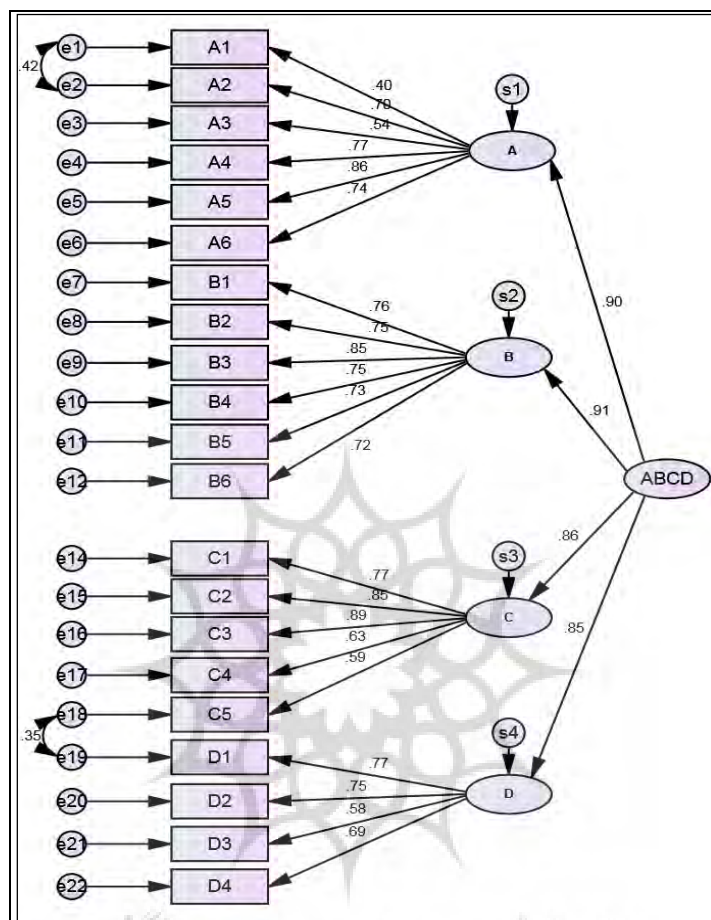 e1 A1
.42
e2 A2
.40
s1
.70
e3 A3
.54
A
e4 A4
.77
e5 A5
.86
e6 A6
.74
e7 B1
s2
.76
.90
e8 B2
.75
e9 B3
.85
B
e10 B4
.75
e11 B5
.73
.91
e12 B6
.72
ABCD
e14 C1
s3
.86
.77
e15 C2
.85
e16 C3
.89
C
e17 C4
.63
.85
e18 C5
.59
.35
s4
e19 D1
.77
e20 D2
.75
D
e21 D3
.58
e22 D4
.69